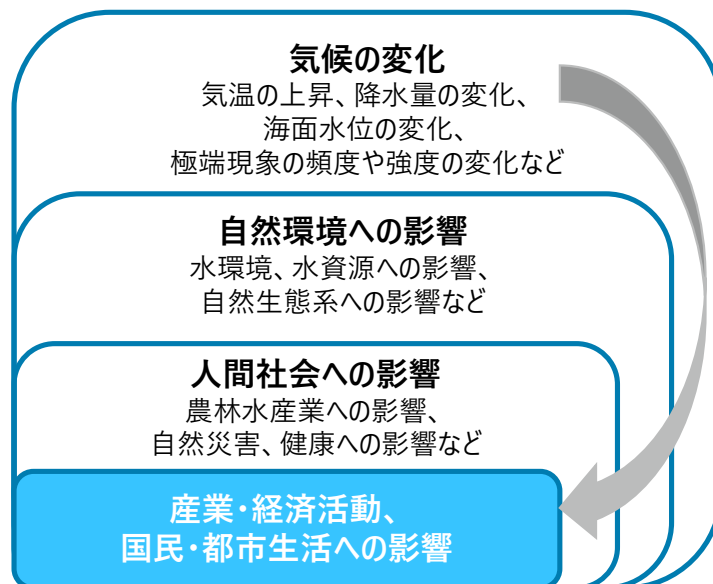 気候の変化
気温の上昇、降水量の変化、
海面水位の変化、
極端現象の頻度や強度の変化など
自然環境への影響
水環境、水資源への影響、
自然生態系への影響など
人間社会への影響
農林水産業への影響、
自然災害、健康への影響など
産業・経済活動、
国民・都市生活への影響